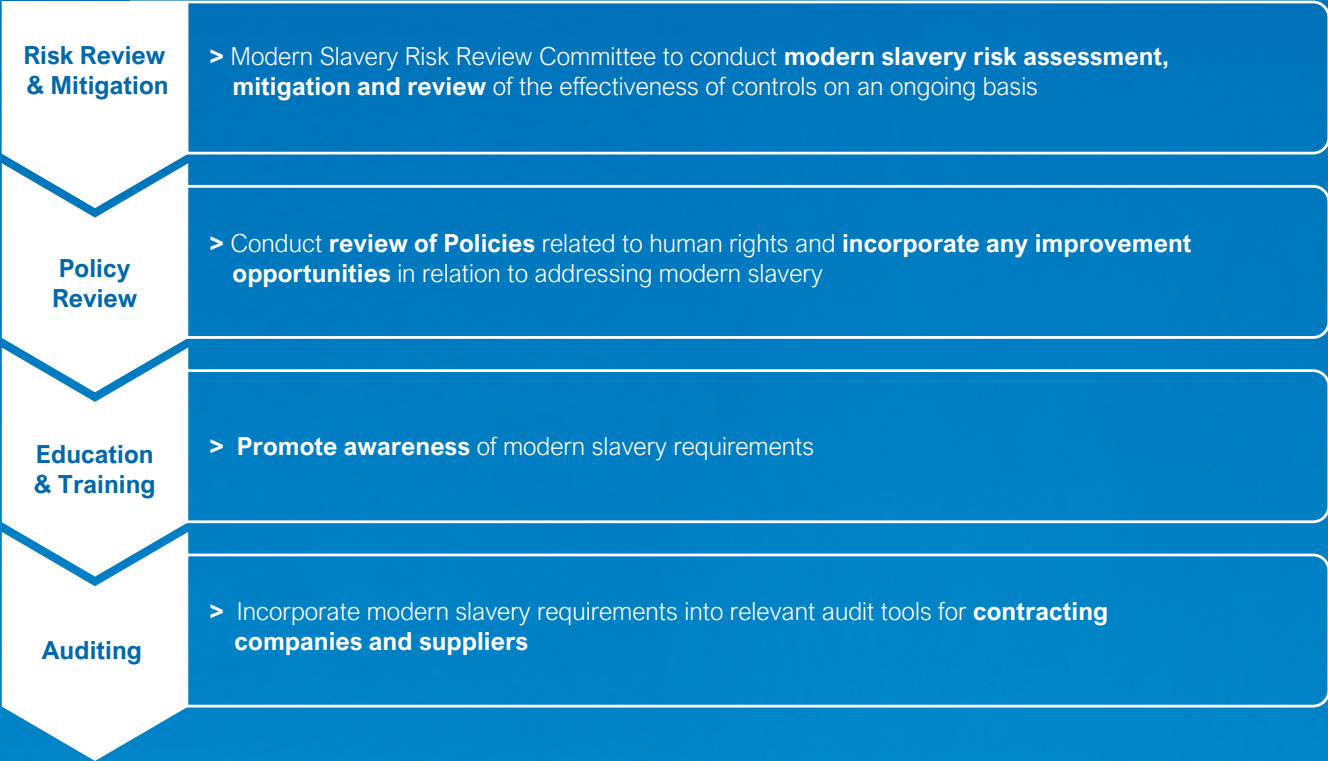 Risk Review
& Mitigation
> Modern Slavery Risk Review Committee to conduct modern slavery risk assessment,
mitigation and review of the effectiveness of controls on an ongoing basis
Policy
Review
> Conduct review of Policies related to human rights and incorporate any improvement
opportunities in relation to addressing modern slavery
Education
& Training
> Promote awareness of modern slavery requirements
Auditing
> Incorporate modern slavery requirements into relevant audit tools for contracting
companies and suppliers